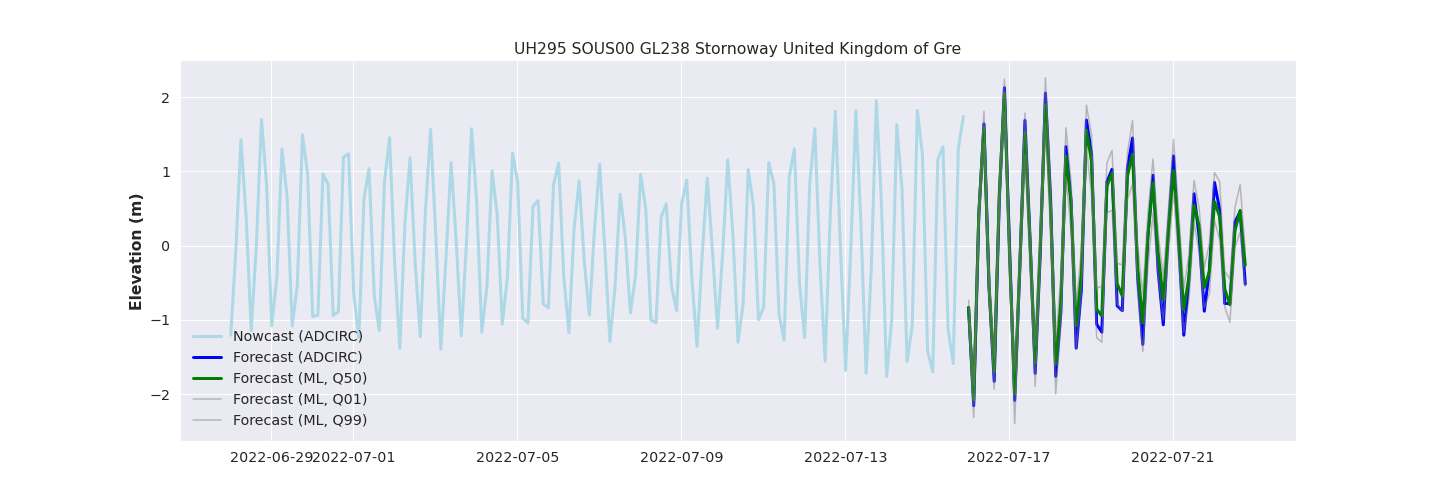 UH295 SOUS00 GL238 Stornoway United Kingdom of Gre
Elevation (m)
2
1
0
−1
−2
Nowcast (ADCIRC)
Forecast (ADCIRC)
Forecast (ML, Q50)
Forecast (ML, Q01)
Forecast (ML, Q99)
2022-06-29 2022-07-01 2022-07-05 2022-07-09 2022-07-13 2022-07-17 2022-07-21